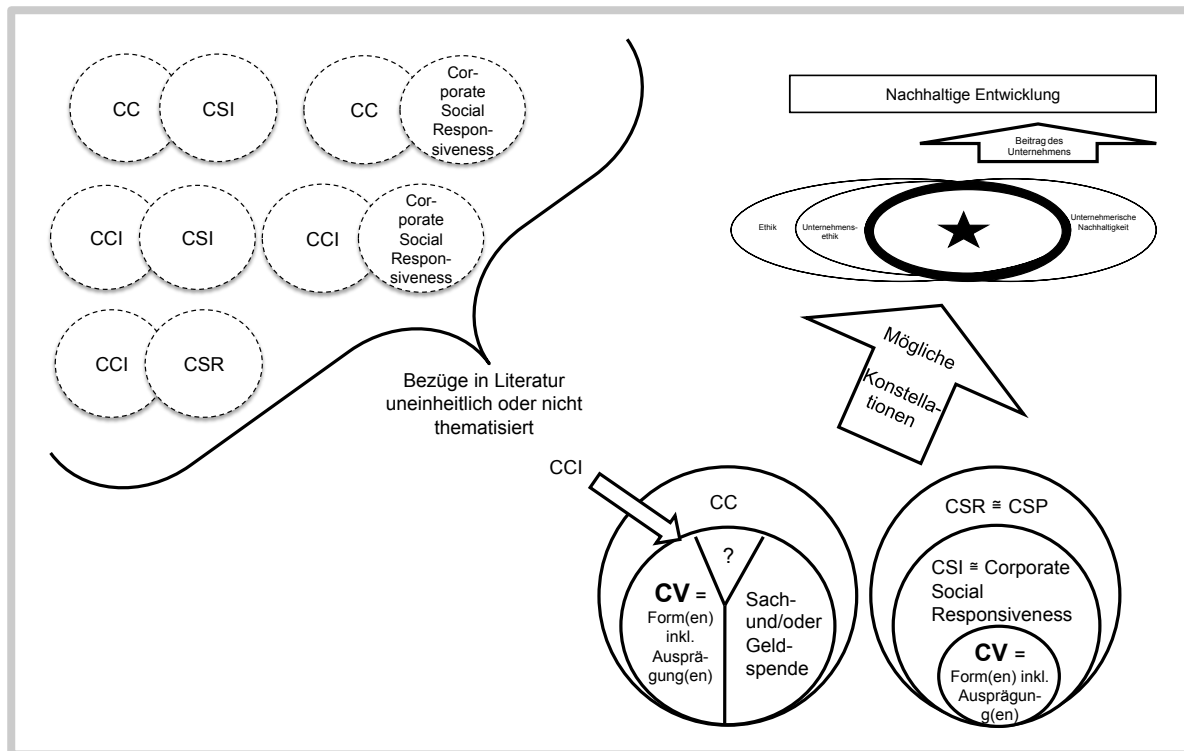 CC
CSI
CC
Cor-
porate
Social
Respon-
siveness
CCI
CSI
CCI
Cor-
porate
Social
Respon-
siveness
CCI
CSR
Bezüge in Literatur
uneinheitlich oder nicht
thematisiert
Nachhaltige Entwicklung
Beitrag des
Unternehmens
Ethik
Unternehmens-
ethik
Unternehmerische
Nachhaltigkeit
Mögliche
Konstella-
tionen
CCI
CC
?
CV =
Form(en)
inkl.
Ausprä-
gung(en)
Sach-
und/oder
Geld-
spende
CSR ≅ CSP
CSI ≅ Corporate
Social
Responsiveness
CV =
Form(en) inkl.
Ausprägun-
g(en)